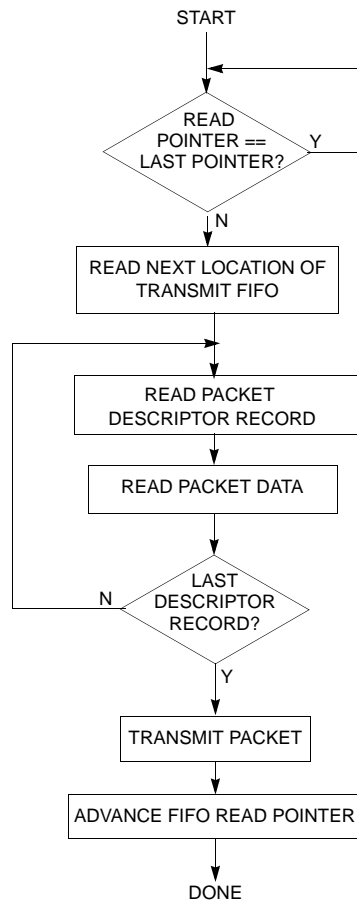 START
READ
POINTER ==
LAST POINTER?
Y
N
READ NEXT LOCATION OF
TRANSMIT FIFO
READ PACKET
DESCRIPTOR RECORD
READ PACKET DATA
LAST
DESCRIPTOR
RECORD?
N
Y
TRANSMIT PACKET
ADVANCE FIFO READ POINTER
DONE